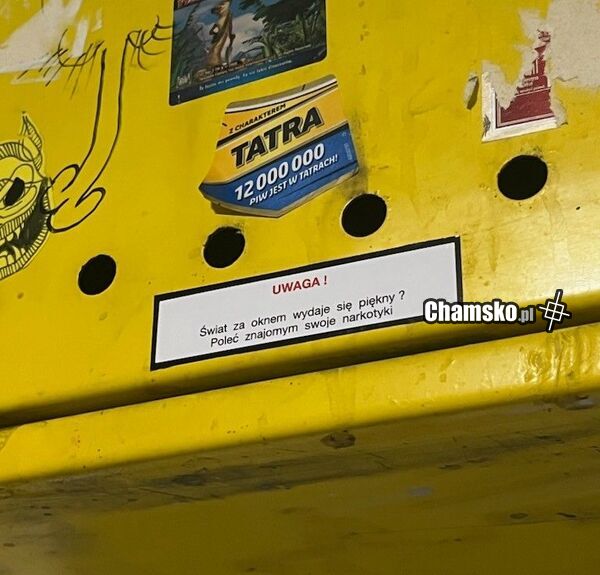 Z CHARAKTEREM
TATRA
12 000 000
PIW JEST W TATRACH!
UWAGA !
Świat za oknem wydaje się piękny ?
Poleć znajomym swoje narkotyki
Chamsko.pl